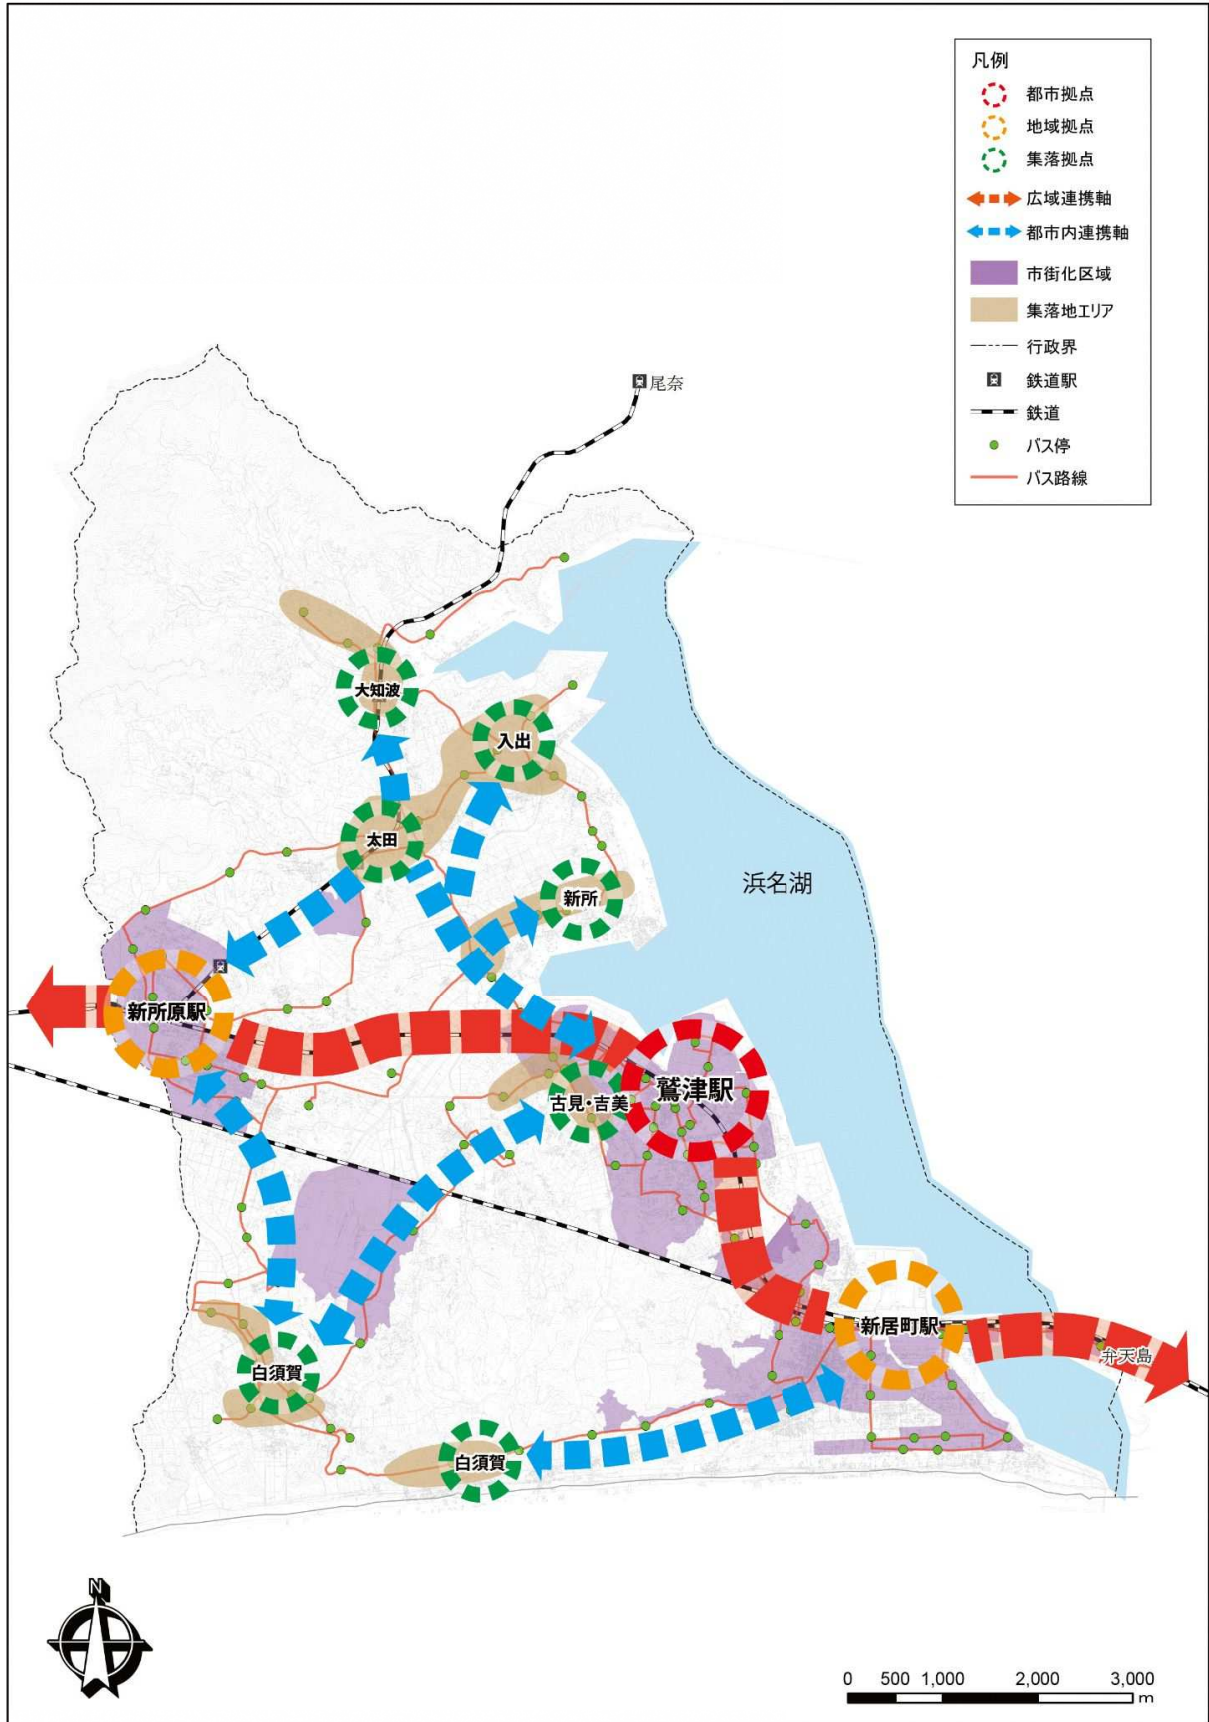 凡例
都市拠点
地域拠点
集落拠点
広域連携軸
都市内連携軸
市街化区域
集落地エリア
行政界
鉄道駅
鉄道
バス停
バス路線
尾奈
大知波
入出
太田
新所
浜名湖
新所原駅
鷲津駅
古見・吉美
新居町駅
弁天島
白須賀
白須賀
N
0 500 1,000 2,000 3,000
m